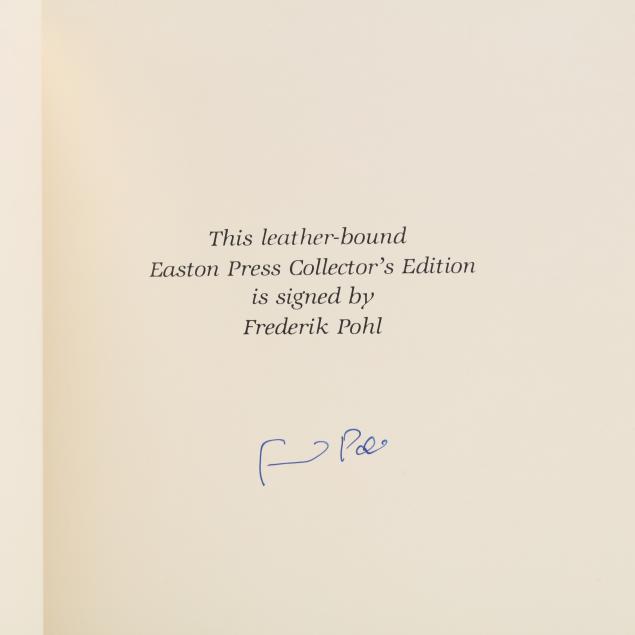 This leather-bound
Easton Press Collector's Edition
is signed by
Frederik Pohl